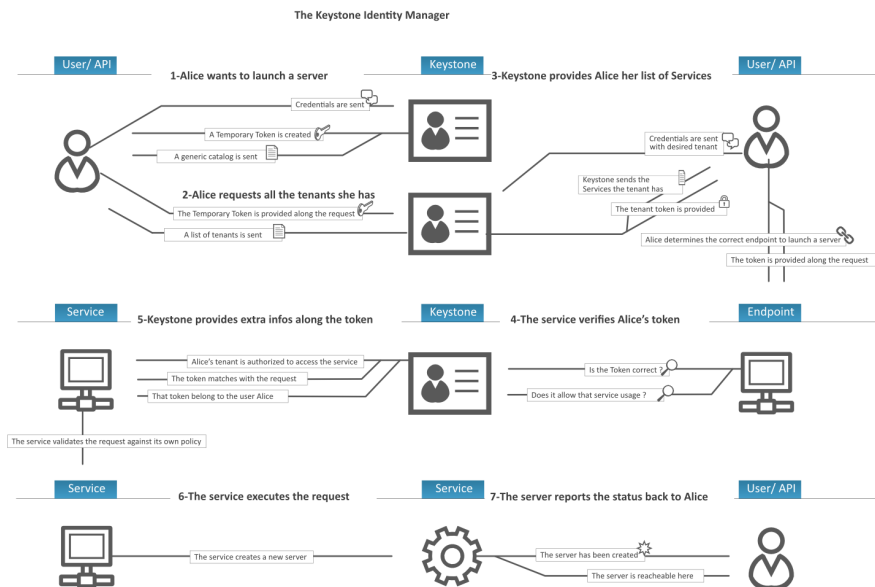 The Keystone Identity Manager
User/ API
1-Alice wants to launch a server
Keystone
3-Keystone provides Alice her list of Services
User/ API
Credentials are sent
A Temporary Token is created
A generic catalog is sent
Credentials are sent
with desired tenant
2-Alice requests all the tenants she has
Keystone sends the
Services the tenant has
The Temporary Token is provided along the request
The tenant token is provided
A list of tenants is sent
Alice determines the correct endpoint to launch a server
The token is provided along the request
Service
5-Keystone provides extra infos along the token
Keystone
4-The service verifies Alice's token
Endpoint
Alice's tenant is authorized to access the service
The token matches with the request
That token belong to the user Alice
Is the Token correct ?
Does it allow that service usage ?
The service validates the request against its own policy
Service
6-The service executes the request
Service
7-The server reports the status back to Alice
User/ API
The service creates a new server
The server has been created
The server is reacheable here